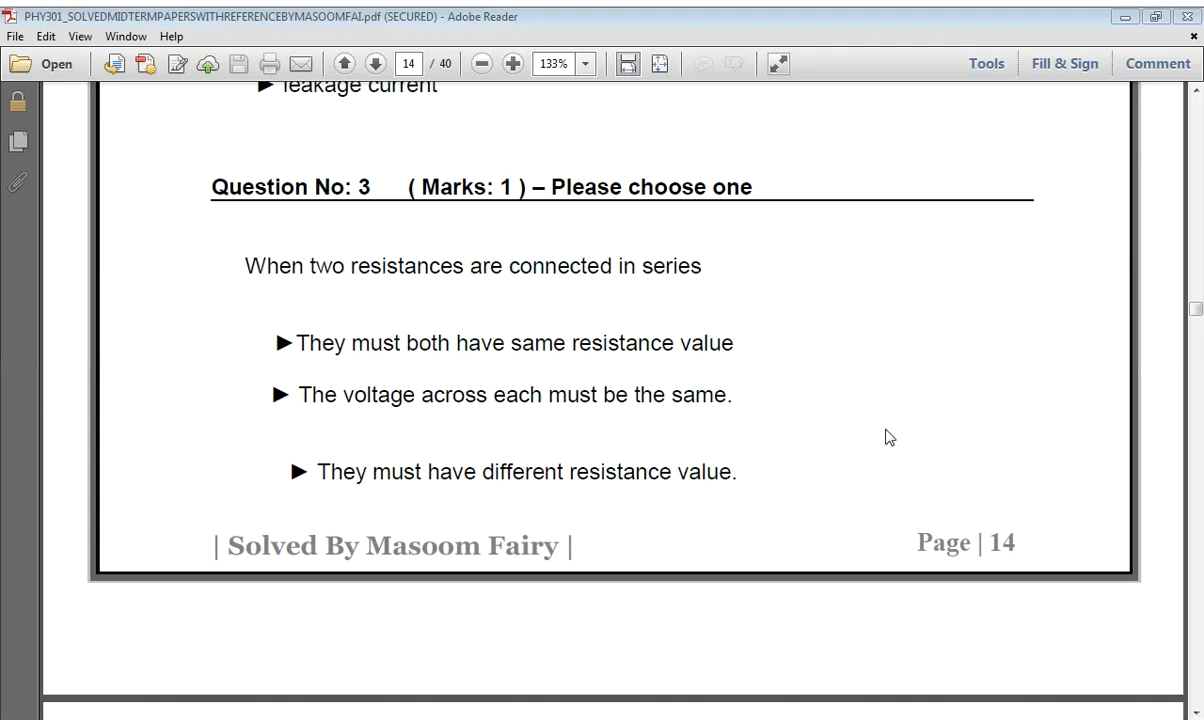 PHY301_SOLVEDMIDTERMPAPERSWITHREFERENCEBYMASOOMFAI.pdf (SECURED) - Adobe Reader
File Edit View Window Help
Open 14 / 40 133% Tools Fill & Sign Comment
► leakage current
Question No: 3 ( Marks: 1 ) – Please choose one
When two resistances are connected in series
►They must both have same resistance value
► The voltage across each must be the same.
► They must have different resistance value.
| Solved By Masoom Fairy | Page | 14